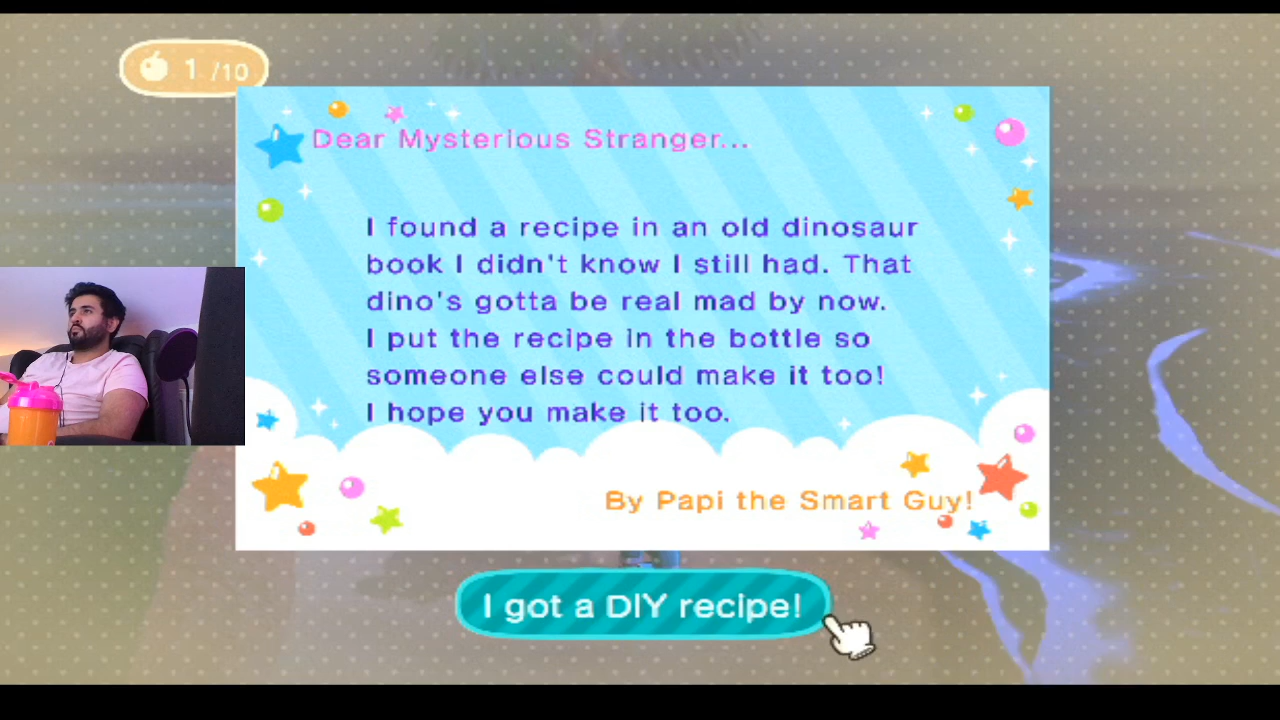 1/10
Dear Mysterious Stranger...
I found a recipe in an old dinosaur
book I didn't know I still had. That
dino's gotta be real mad by now.
I put the recipe in the bottle so
someone else could make it too!
I hope you make it too.
By Papi the Smart Guy!
I got a DIY recipe!